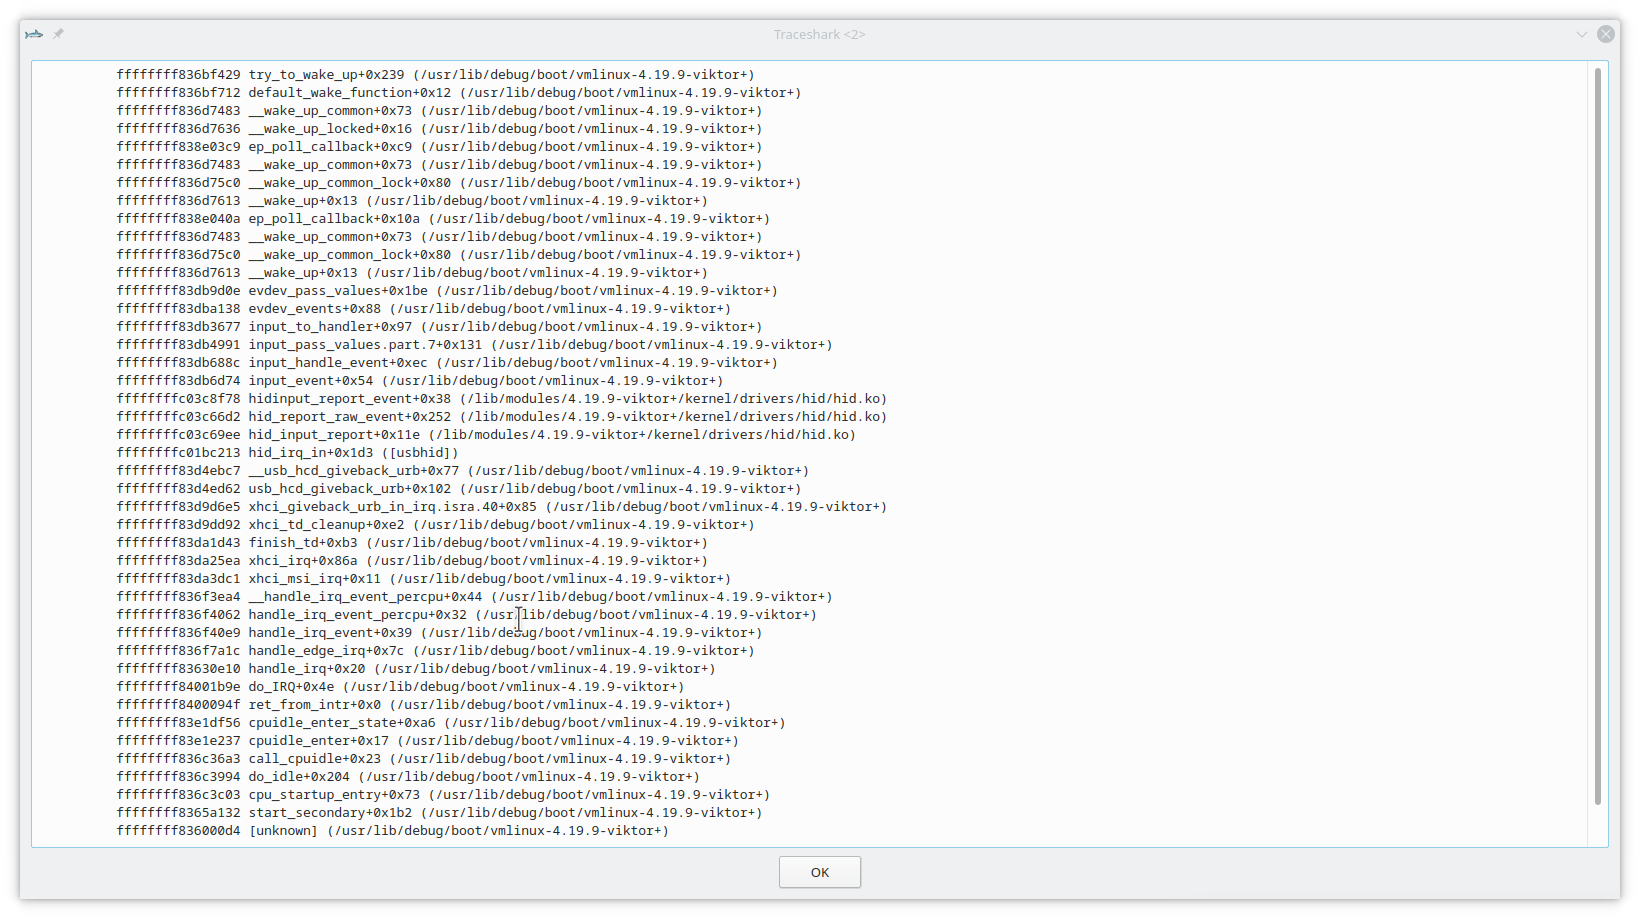 Traceshark <2>
ffffffff836bf429 try_to_wake_up+0x239 (/usr/lib/debug/boot/vmlinux-4.19.9-viktor+)
ffffffff836bf712 default_wake_function+0x12 (/usr/lib/debug/boot/vmlinux-4.19.9-viktor+)
ffffffff836d7483 __wake_up_common+0x73 (/usr/lib/debug/boot/vmlinux-4.19.9-viktor+)
ffffffff836d7636 __wake_up_locked+0x16 (/usr/lib/debug/boot/vmlinux-4.19.9-viktor+)
ffffffff838e03c9 ep_poll_callback+0xc9 (/usr/lib/debug/boot/vmlinux-4.19.9-viktor+)
ffffffff836d7483 __wake_up_common+0x73 (/usr/lib/debug/boot/vmlinux-4.19.9-viktor+)
ffffffff836d75c0 __wake_up_common_lock+0x80 (/usr/lib/debug/boot/vmlinux-4.19.9-viktor+)
ffffffff836d7613 __wake_up+0x13 (/usr/lib/debug/boot/vmlinux-4.19.9-viktor+)
ffffffff838e040a ep_poll_callback+0x10a (/usr/lib/debug/boot/vmlinux-4.19.9-viktor+)
ffffffff836d7483 __wake_up_common+0x73 (/usr/lib/debug/boot/vmlinux-4.19.9-viktor+)
ffffffff836d75c0 __wake_up_common_lock+0x80 (/usr/lib/debug/boot/vmlinux-4.19.9-viktor+)
ffffffff836d7613 __wake_up+0x13 (/usr/lib/debug/boot/vmlinux-4.19.9-viktor+)
ffffffff83db9d0e evdev_pass_values+0x1be (/usr/lib/debug/boot/vmlinux-4.19.9-viktor+)
ffffffff83dba138 evdev_events+0x88 (/usr/lib/debug/boot/vmlinux-4.19.9-viktor+)
ffffffff83db3677 input_to_handler+0x97 (/usr/lib/debug/boot/vmlinux-4.19.9-viktor+)
ffffffff83db4991 input_pass_values.part.7+0x131 (/usr/lib/debug/boot/vmlinux-4.19.9-viktor+)
ffffffff83db688c input_handle_event+0xec (/usr/lib/debug/boot/vmlinux-4.19.9-viktor+)
ffffffff83db6d74 input_event+0x54 (/usr/lib/debug/boot/vmlinux-4.19.9-viktor+)
ffffffffc03c8f78 hidinput_report_event+0x38 (/lib/modules/4.19.9-viktor+/kernel/drivers/hid/hid.ko)
ffffffffc03c66d2 hid_report_raw_event+0x252 (/lib/modules/4.19.9-viktor+/kernel/drivers/hid/hid.ko)
ffffffffc03c69ee hid_input_report+0x11e (/lib/modules/4.19.9-viktor+/kernel/drivers/hid/hid.ko)
ffffffffc01bc213 hid_irq_in+0x1d3 ([usbhid])
ffffffff83d4ebc7 __usb_hcd_giveback_urb+0x77 (/usr/lib/debug/boot/vmlinux-4.19.9-viktor+)
ffffffff83d4ed62 usb_hcd_giveback_urb+0x102 (/usr/lib/debug/boot/vmlinux-4.19.9-viktor+)
ffffffff83d9d6e5 xhci_giveback_urb_in_irq.isra.40+0x85 (/usr/lib/debug/boot/vmlinux-4.19.9-viktor+)
ffffffff83d9dd92 xhci_td_cleanup+0xe2 (/usr/lib/debug/boot/vmlinux-4.19.9-viktor+)
ffffffff83da1d43 finish_td+0xb3 (/usr/lib/debug/boot/vmlinux-4.19.9-viktor+)
ffffffff83da25ea xhci_irq+0x86a (/usr/lib/debug/boot/vmlinux-4.19.9-viktor+)
ffffffff83da3dc1 xhci_msi_irq+0x11 (/usr/lib/debug/boot/vmlinux-4.19.9-viktor+)
ffffffff836f3ea4 __handle_irq_event_percpu+0x44 (/usr/lib/debug/boot/vmlinux-4.19.9-viktor+)
ffffffff836f4062 handle_irq_event_percpu+0x32 (/usr/lib/debug/boot/vmlinux-4.19.9-viktor+)
ffffffff836f40e9 handle_irq_event+0x39 (/usr/lib/debug/boot/vmlinux-4.19.9-viktor+)
ffffffff836f7a1c handle_edge_irq+0x7c (/usr/lib/debug/boot/vmlinux-4.19.9-viktor+)
ffffffff83630e10 handle_irq+0x20 (/usr/lib/debug/boot/vmlinux-4.19.9-viktor+)
ffffffff84001b9e do_IRQ+0x4e (/usr/lib/debug/boot/vmlinux-4.19.9-viktor+)
ffffffff8400094f ret_from_intr+0x0 (/usr/lib/debug/boot/vmlinux-4.19.9-viktor+)
ffffffff83e1df56 cpuidle_enter_state+0xa6 (/usr/lib/debug/boot/vmlinux-4.19.9-viktor+)
ffffffff83e1e237 cpuidle_enter+0x17 (/usr/lib/debug/boot/vmlinux-4.19.9-viktor+)
ffffffff836c36a3 call_cpuidle+0x23 (/usr/lib/debug/boot/vmlinux-4.19.9-viktor+)
ffffffff836c3994 do_idle+0x204 (/usr/lib/debug/boot/vmlinux-4.19.9-viktor+)
ffffffff836c3c03 cpu_startup_entry+0x73 (/usr/lib/debug/boot/vmlinux-4.19.9-viktor+)
ffffffff8365a132 start_secondary+0x1b2 (/usr/lib/debug/boot/vmlinux-4.19.9-viktor+)
ffffffff836000d4 [unknown] (/usr/lib/debug/boot/vmlinux-4.19.9-viktor+)
OK